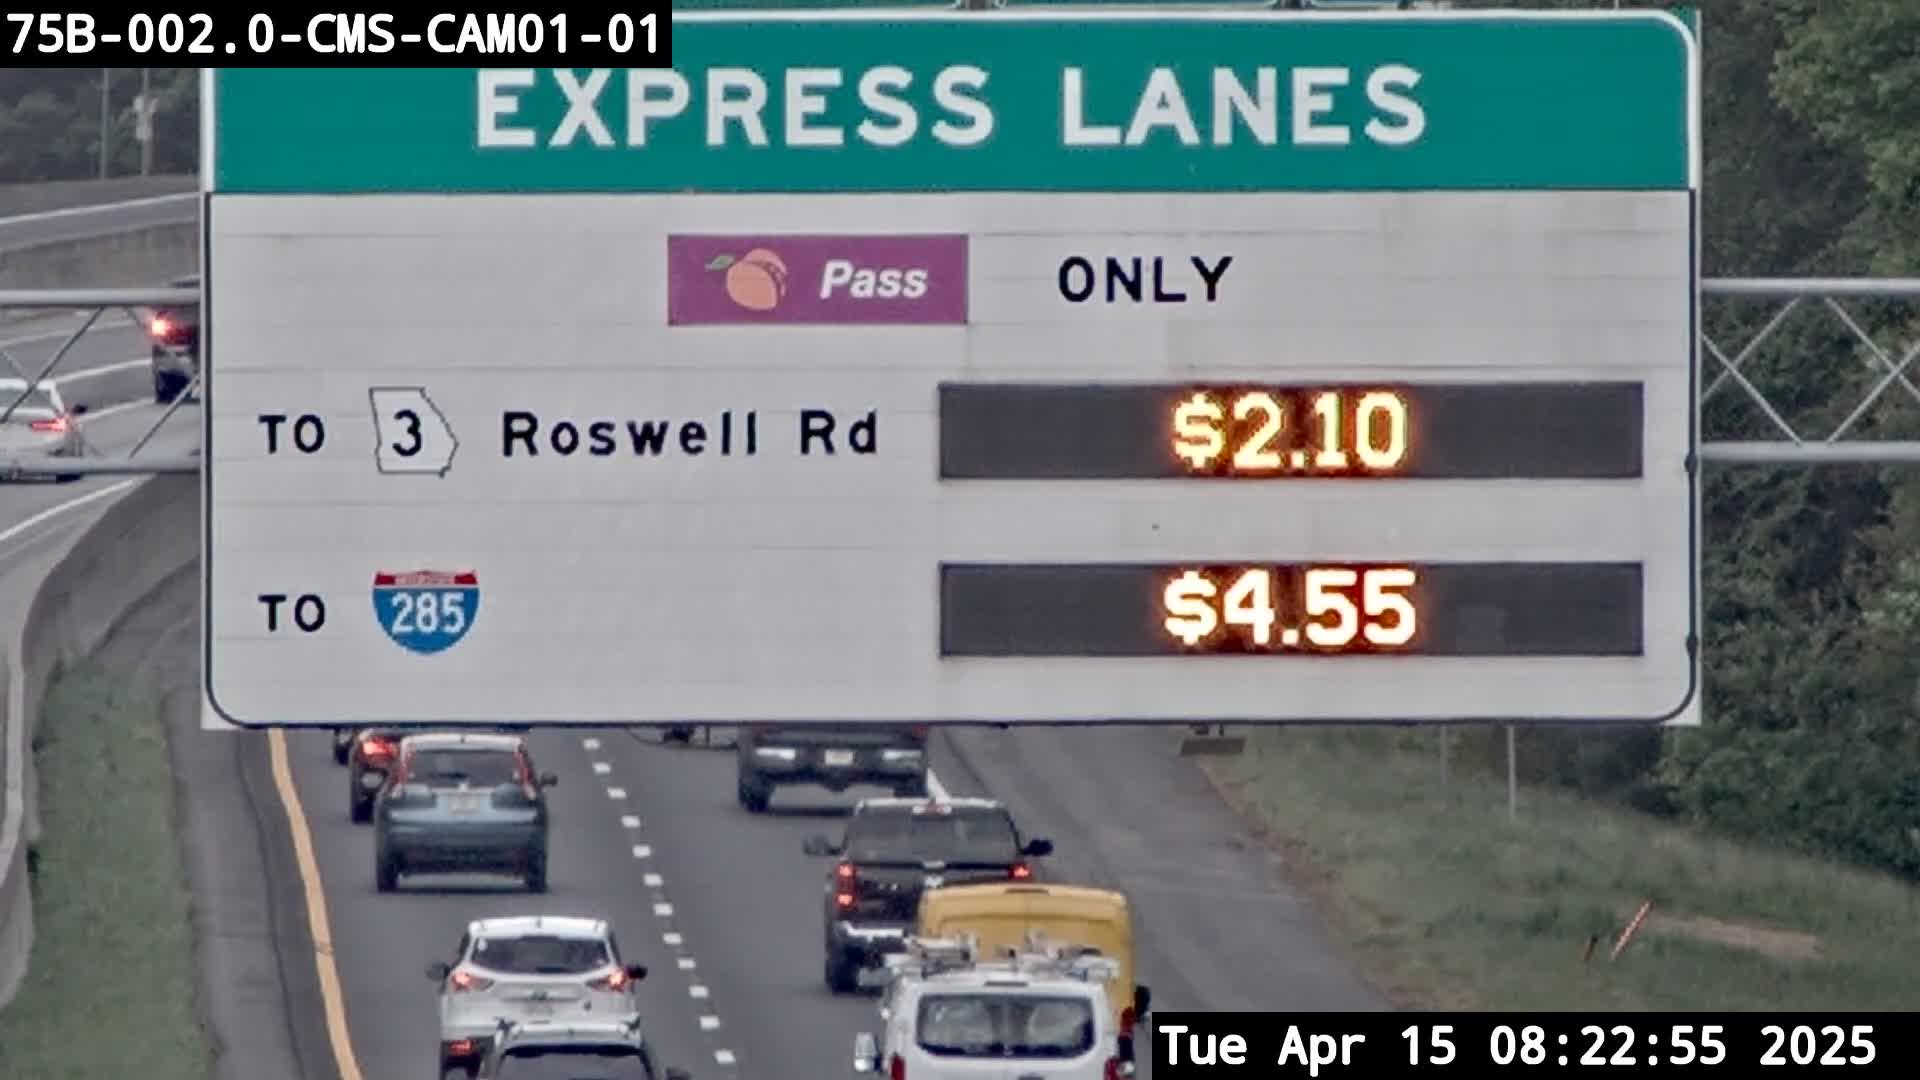 75B-002.0-CMS-CAM01-01
EXPRESS LANES
Pass ONLY
TO 3 Roswell Rd $2.10
TO 285 $4.55
Tue Apr 15 08:22:55 2025